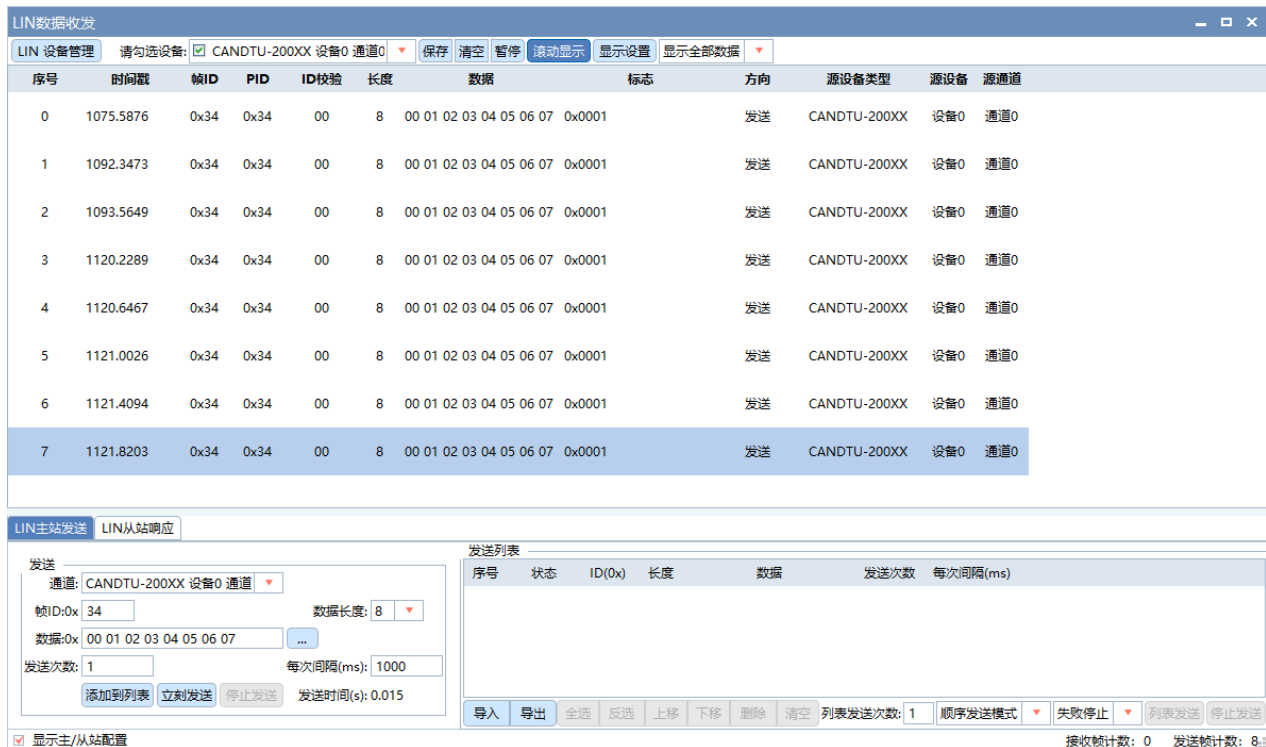 LIN数据收发
LIN 设备管理 请勾选设备: CANDTU-200XX 设备0 通道0 保存 清空 暂停 滚动显示 显示设置 显示全部数据
序号 时间戳 帧ID PID ID校验 长度 数据 标志 方向 源设备类型 源设备 源通道
0 1075.5876 0x34 0x34 00 8 00 01 02 03 04 05 06 07 0x0001 发送 CANDTU-200XX 设备0 通道0
1 1092.3473 0x34 0x34 00 8 00 01 02 03 04 05 06 07 0x0001 发送 CANDTU-200XX 设备0 通道0
2 1093.5649 0x34 0x34 00 8 00 01 02 03 04 05 06 07 0x0001 发送 CANDTU-200XX 设备0 通道0
3 1120.2289 0x34 0x34 00 8 00 01 02 03 04 05 06 07 0x0001 发送 CANDTU-200XX 设备0 通道0
4 1120.6467 0x34 0x34 00 8 00 01 02 03 04 05 06 07 0x0001 发送 CANDTU-200XX 设备0 通道0
5 1121.0026 0x34 0x34 00 8 00 01 02 03 04 05 06 07 0x0001 发送 CANDTU-200XX 设备0 通道0
6 1121.4094 0x34 0x34 00 8 00 01 02 03 04 05 06 07 0x0001 发送 CANDTU-200XX 设备0 通道0
7 1121.8203 0x34 0x34 00 8 00 01 02 03 04 05 06 07 0x0001 发送 CANDTU-200XX 设备0 通道0
LIN主站发送 LIN从站响应
发送
通道: CANDTU-200XX 设备0 通道
帧ID:0x 34 数据长度: 8
数据:0x 00 01 02 03 04 05 06 07 ...
发送次数: 1 每次间隔(ms): 1000
添加到列表 立刻发送 停止发送 发送时间(s): 0.015
发送列表
序号 状态 ID(0x) 长度 数据 发送次数 每次间隔(ms)
导入 导出 全选 反选 上移 下移 删除 清空 列表发送次数: 1 顺序发送模式 失败停止 列表发送 停止发送
显示主/从站配置 接收帧计数: 0 发送帧计数: 8